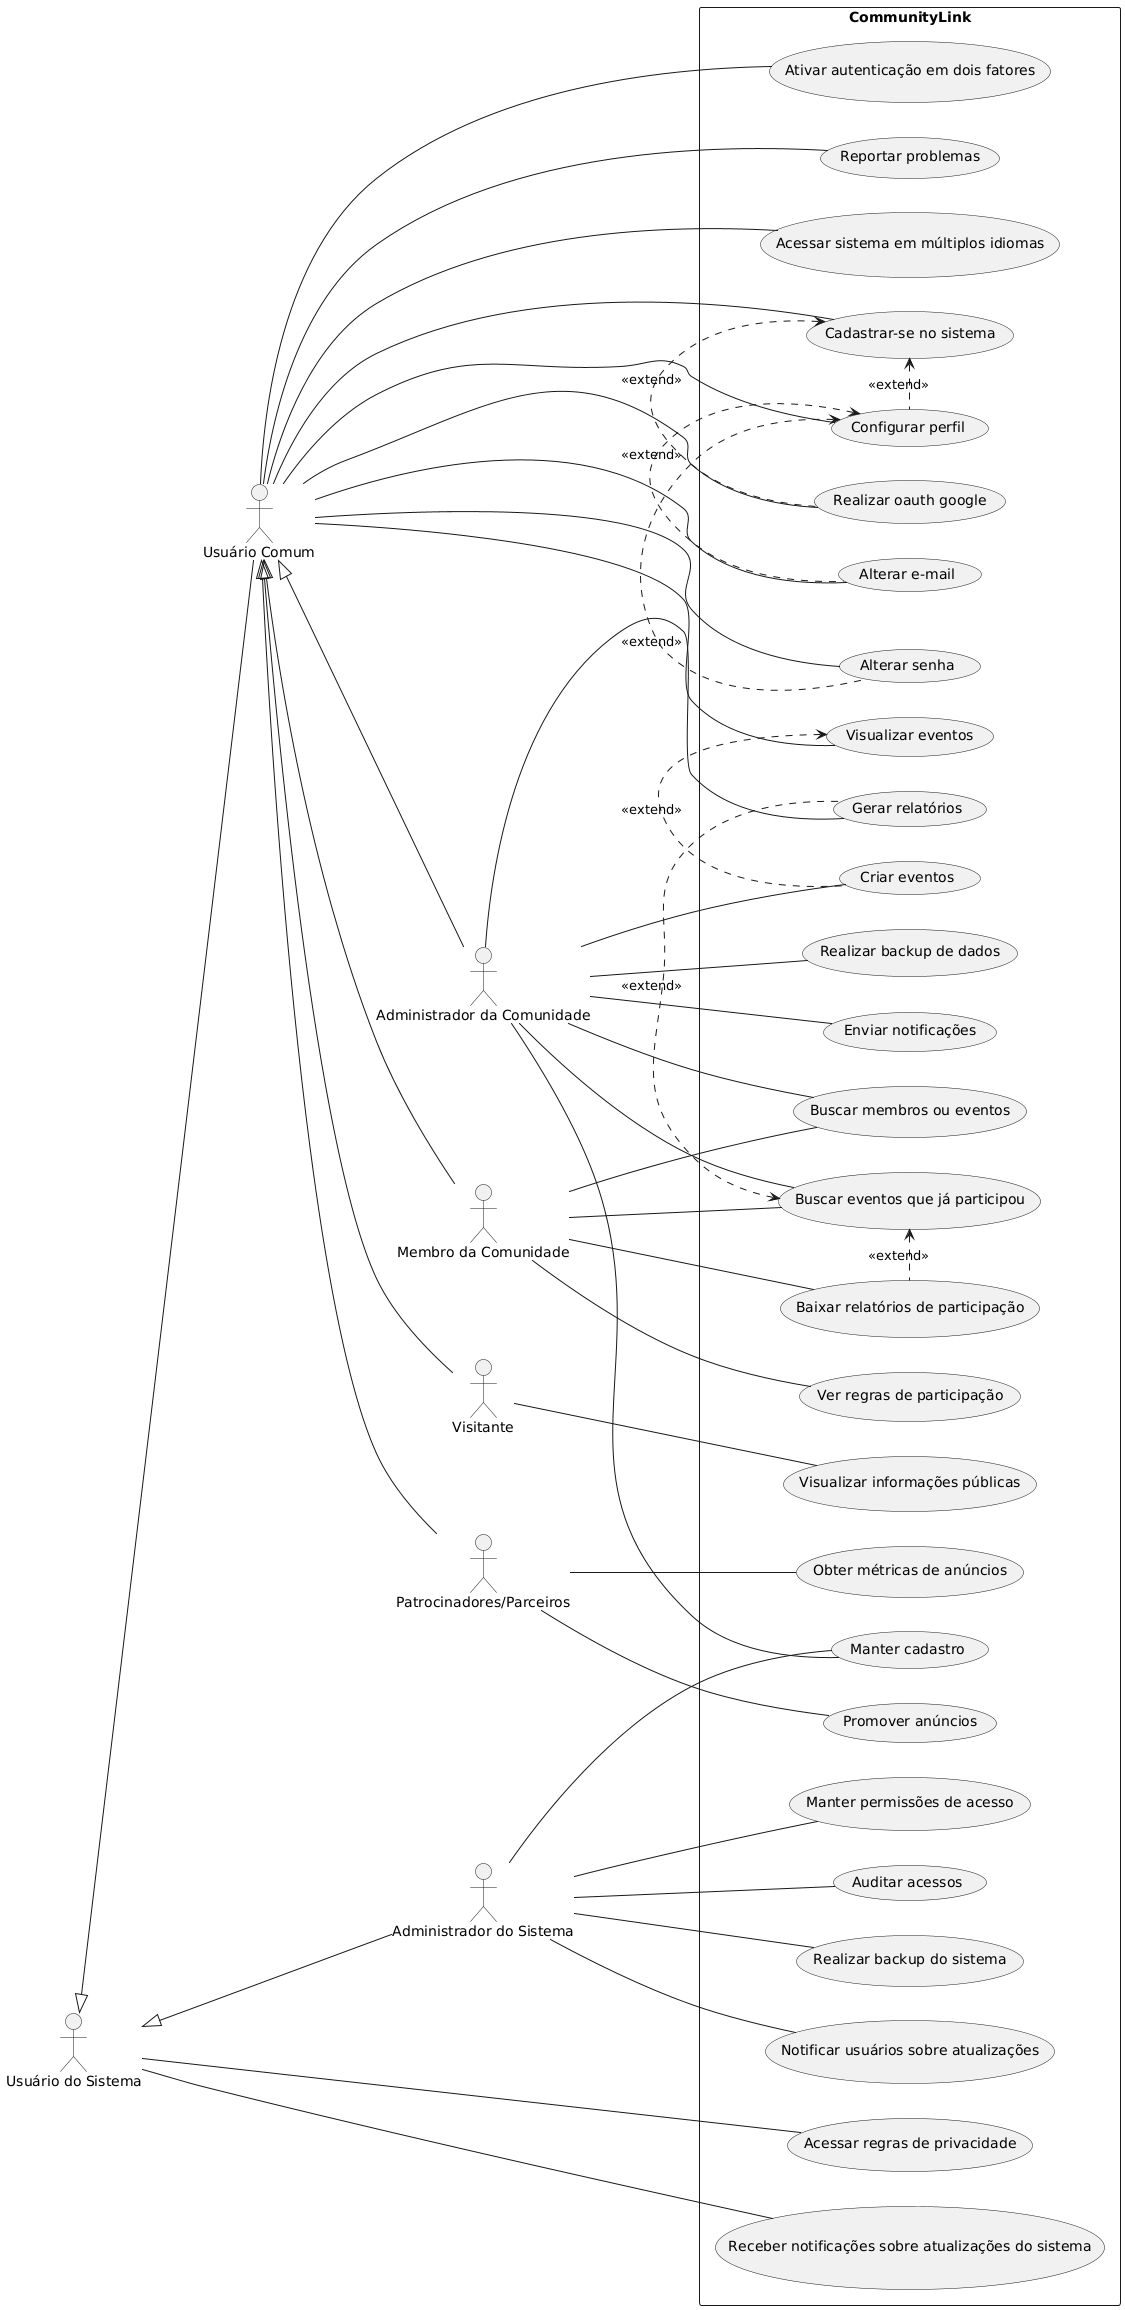 CommunityLink
Ativar autenticação em dois fatores
Reportar problemas
Acessar sistema em múltiplos idiomas
Cadastrar-se no sistema
«extend»
«extend»
Configurar perfil
«extend»
Realizar oauth google
Usuário Comum
Alterar e-mail
«extend»
Alterar senha
Visualizar eventos
«extend»
Gerar relatórios
Criar eventos
Realizar backup de dados
«extend»
Administrador da Comunidade
Enviar notificações
Buscar membros ou eventos
Buscar eventos que já participou
Membro da Comunidade
«extend»
Baixar relatórios de participação
Ver regras de participação
Visitante
Visualizar informações públicas
Obter métricas de anúncios
Patrocinadores/Parceiros
Manter cadastro
Promover anúncios
Manter permissões de acesso
Auditar acessos
Administrador do Sistema
Realizar backup do sistema
Notificar usuários sobre atualizações
Usuário do Sistema
Acessar regras de privacidade
Receber notificações sobre atualizações do sistema